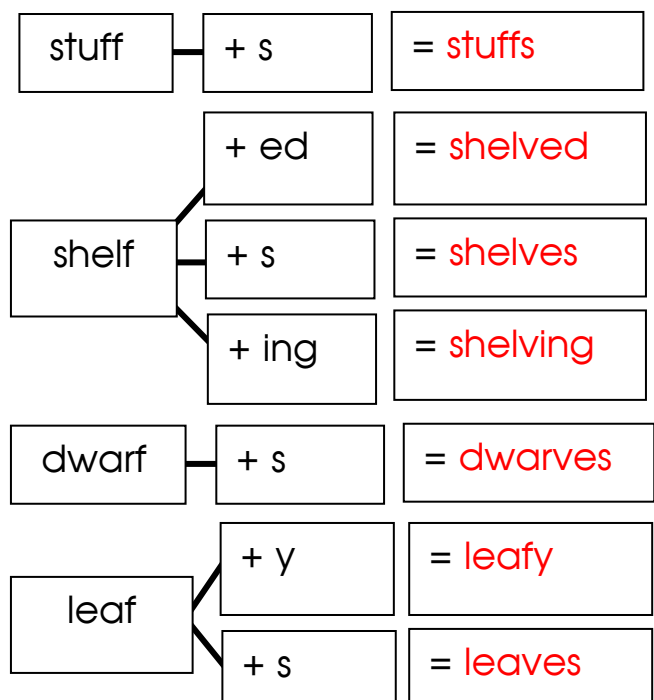 stuff + s = stuffs
+ ed = shelved
shelf + s = shelves
+ ing = shelving
dwarf + s = dwarves
+ y = leafy
leaf
+ s = leaves